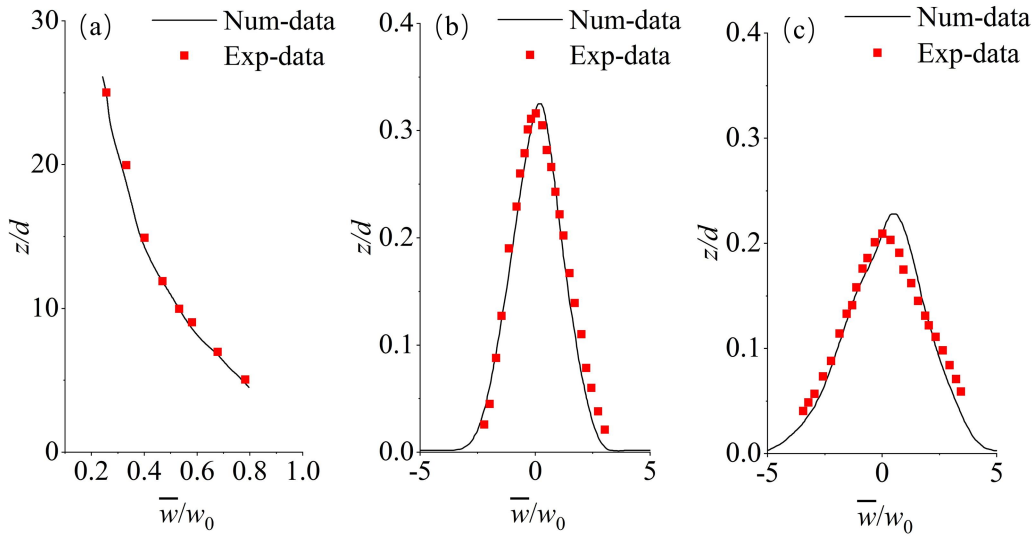 (a)
Num-data
Exp-data
30
20
10
0
z/d
0.2 0.4 0.6 0.8 1.0
w̅/w₀
(b)
Num-data
Exp-data
0.4
0.3
0.2
0.1
0.0
z/d
-5 0 5
w̅/w₀
(c)
Num-data
Exp-data
0.4
0.3
0.2
0.1
0.0
z/d
-5 0 5
w̅/w₀